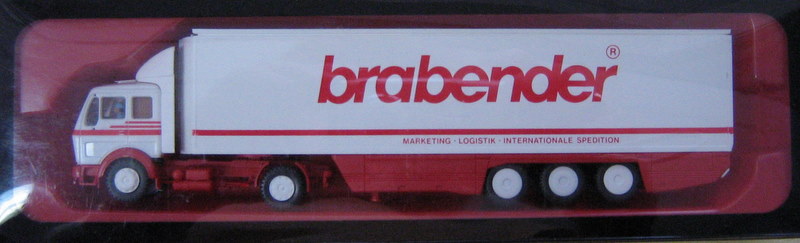 brabender®
MARKETING · LOGISTIK · INTERNATIONALE SPEDITION